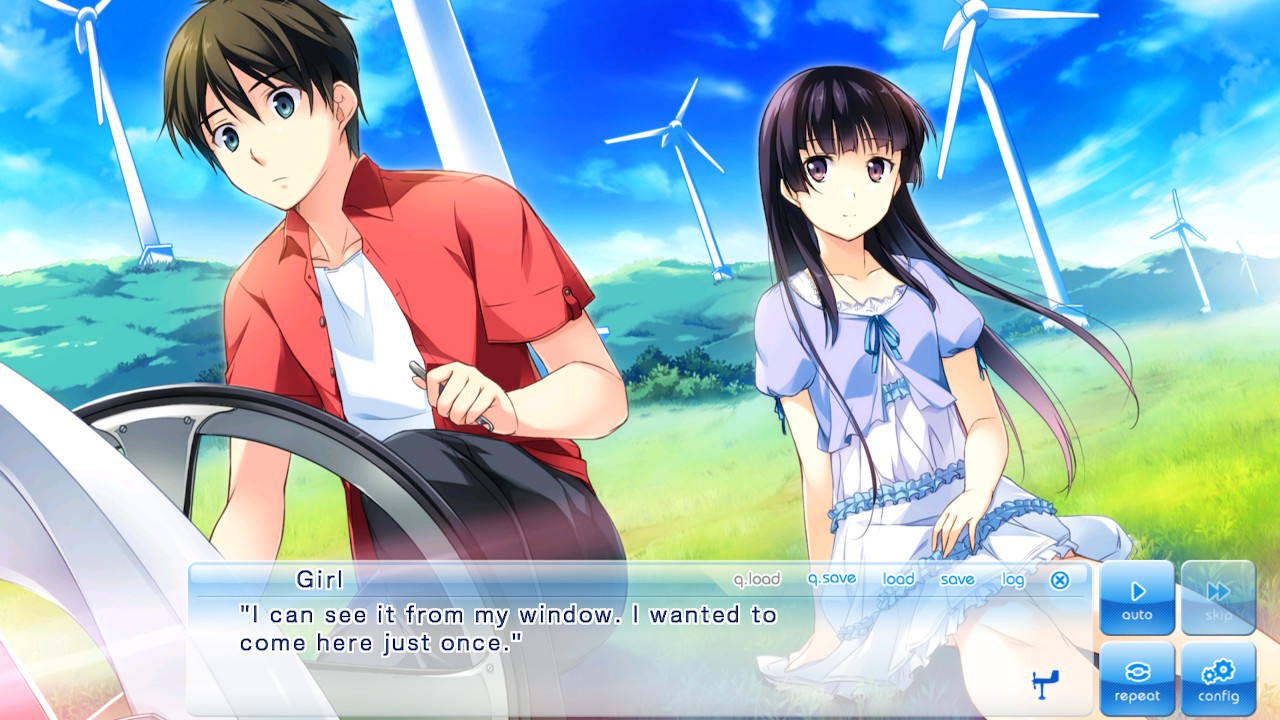 Girl
q.load q.save load save log
"I can see it from my window. I wanted to
come here just once."
auto skip
repeat config